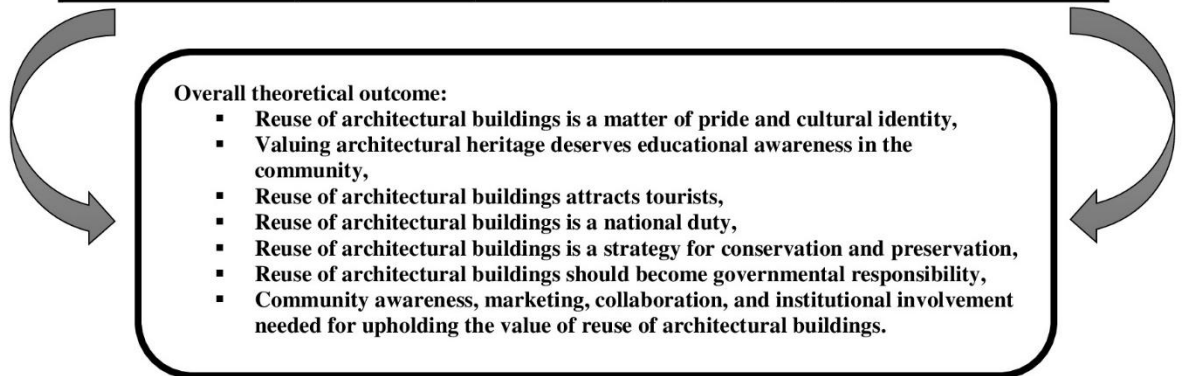 Overall theoretical outcome:
▪ Reuse of architectural buildings is a matter of pride and cultural identity,
▪ Valuing architectural heritage deserves educational awareness in the
community,
▪ Reuse of architectural buildings attracts tourists,
▪ Reuse of architectural buildings is a national duty,
▪ Reuse of architectural buildings is a strategy for conservation and preservation,
▪ Reuse of architectural buildings should become governmental responsibility,
▪ Community awareness, marketing, collaboration, and institutional involvement
needed for upholding the value of reuse of architectural buildings.